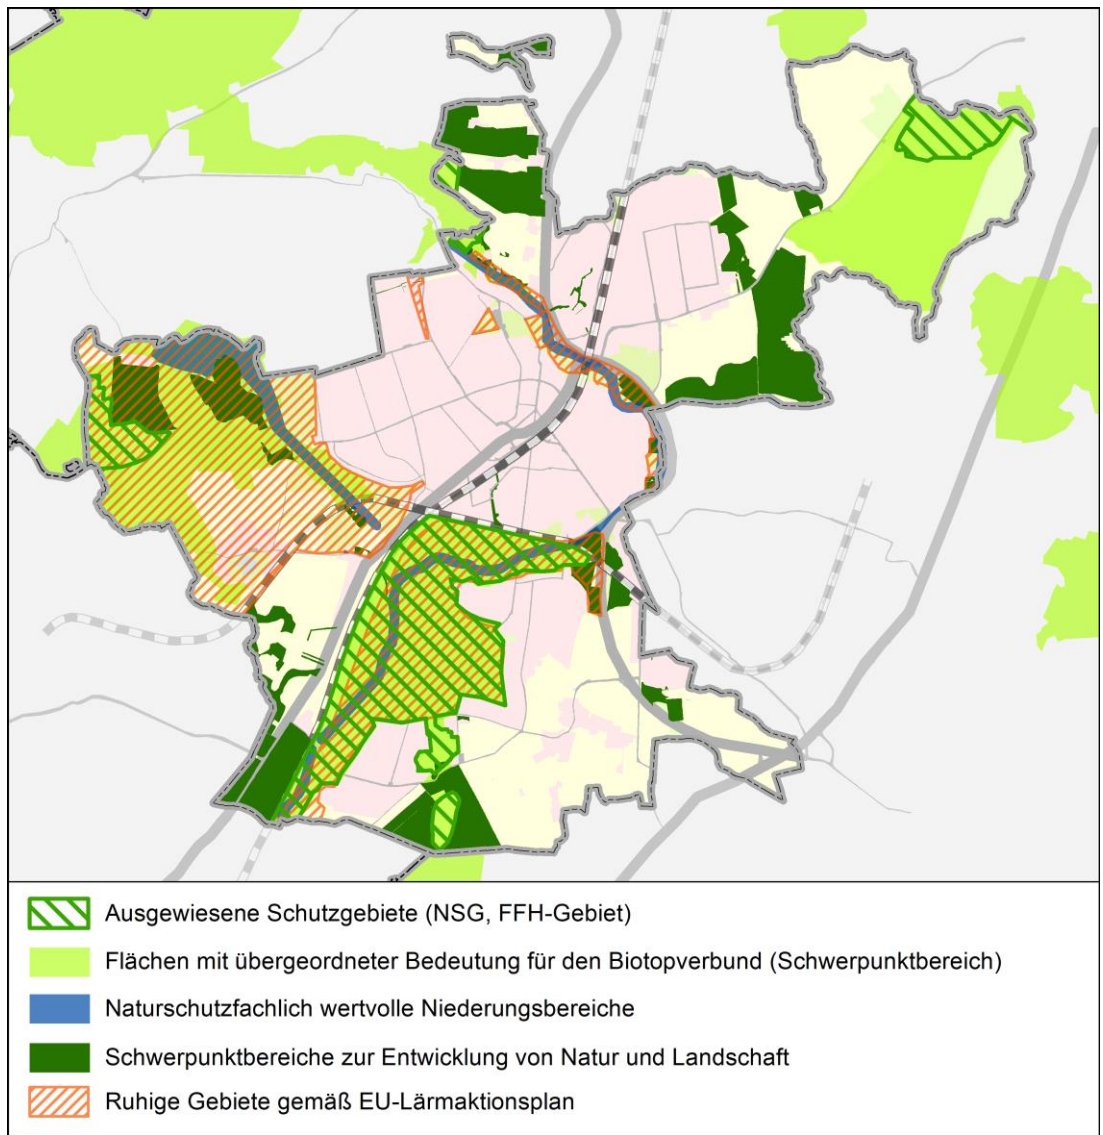 Ausgewiesene Schutzgebiete (NSG, FFH-Gebiet)
Flächen mit übergeordneter Bedeutung für den Biotopverbund (Schwerpunktbereich)
Naturschutzfachlich wertvolle Niederungsbereiche
Schwerpunktbereiche zur Entwicklung von Natur und Landschaft
Ruhige Gebiete gemäß EU-Lärmaktionsplan